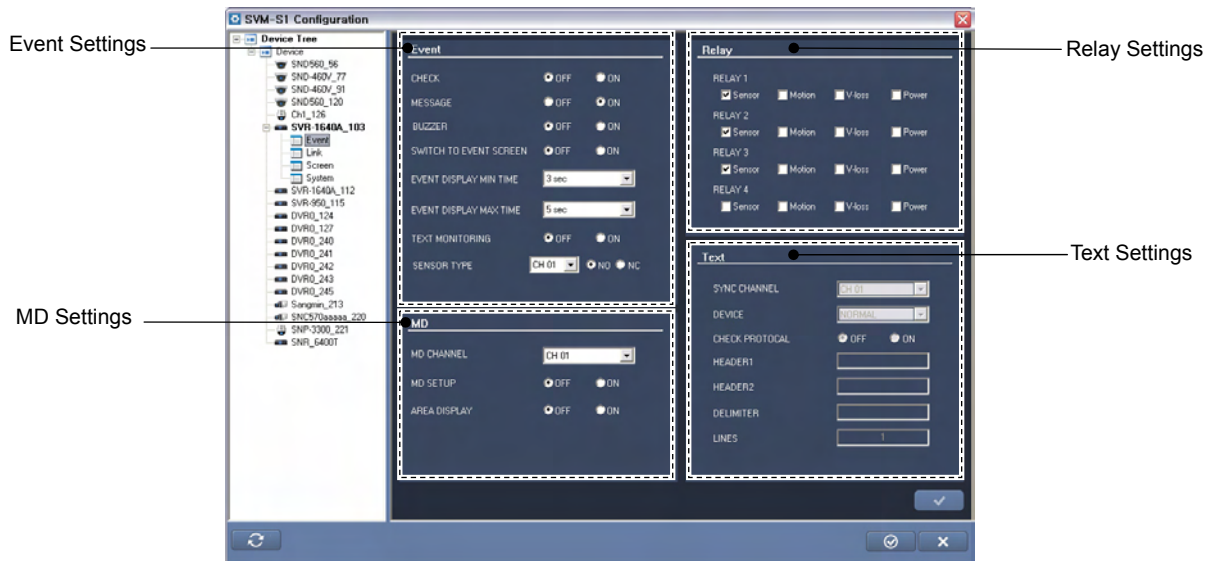 SVM-S1 Configuration
Event Settings
MD Settings
Relay Settings
Text Settings
Device Tree
Device
SND560_56
SND-460V_77
SND-460V_91
SND560_120
Ch1_126
SVR-1640A_103
Event
Link
Screen
System
SVR-1640A_112
SVR-950_115
DVR0_124
DVR0_127
DVR0_240
DVR0_241
DVR0_242
DVR0_243
DVR0_245
Sangmin_213
SNC570aaaaa_220
SNP-3300_221
SNR_6400T
Event
CHECK OFF ON
MESSAGE OFF ON
BUZZER OFF ON
SWITCH TO EVENT SCREEN OFF ON
EVENT DISPLAY MIN TIME 3 sec
EVENT DISPLAY MAX TIME 5 sec
TEXT MONITORING OFF ON
SENSOR TYPE CH 01 NO NC
MD
MD CHANNEL CH 01
MD SETUP OFF ON
AREA DISPLAY OFF ON
Relay
RELAY 1
Sensor Motion V-loss Power
RELAY 2
Sensor Motion V-loss Power
RELAY 3
Sensor Motion V-loss Power
RELAY 4
Sensor Motion V-loss Power
Text
SYNC CHANNEL CH 01
DEVICE NORMAL
CHECK PROTOCAL OFF ON
HEADER1
HEADER2
DELIMITER
LINES 1